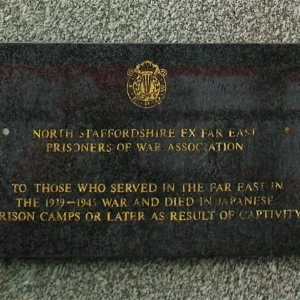 NORTH STAFFORDSHIRE EX FAR EAST
PRISONERS OF WAR ASSOCIATION
TO THOSE WHO SERVED IN THE FAR EAST IN
THE 1939-1945 WAR AND DIED IN JAPANESE
PRISON CAMPS OR LATER AS RESULT OF CAPTIVITY